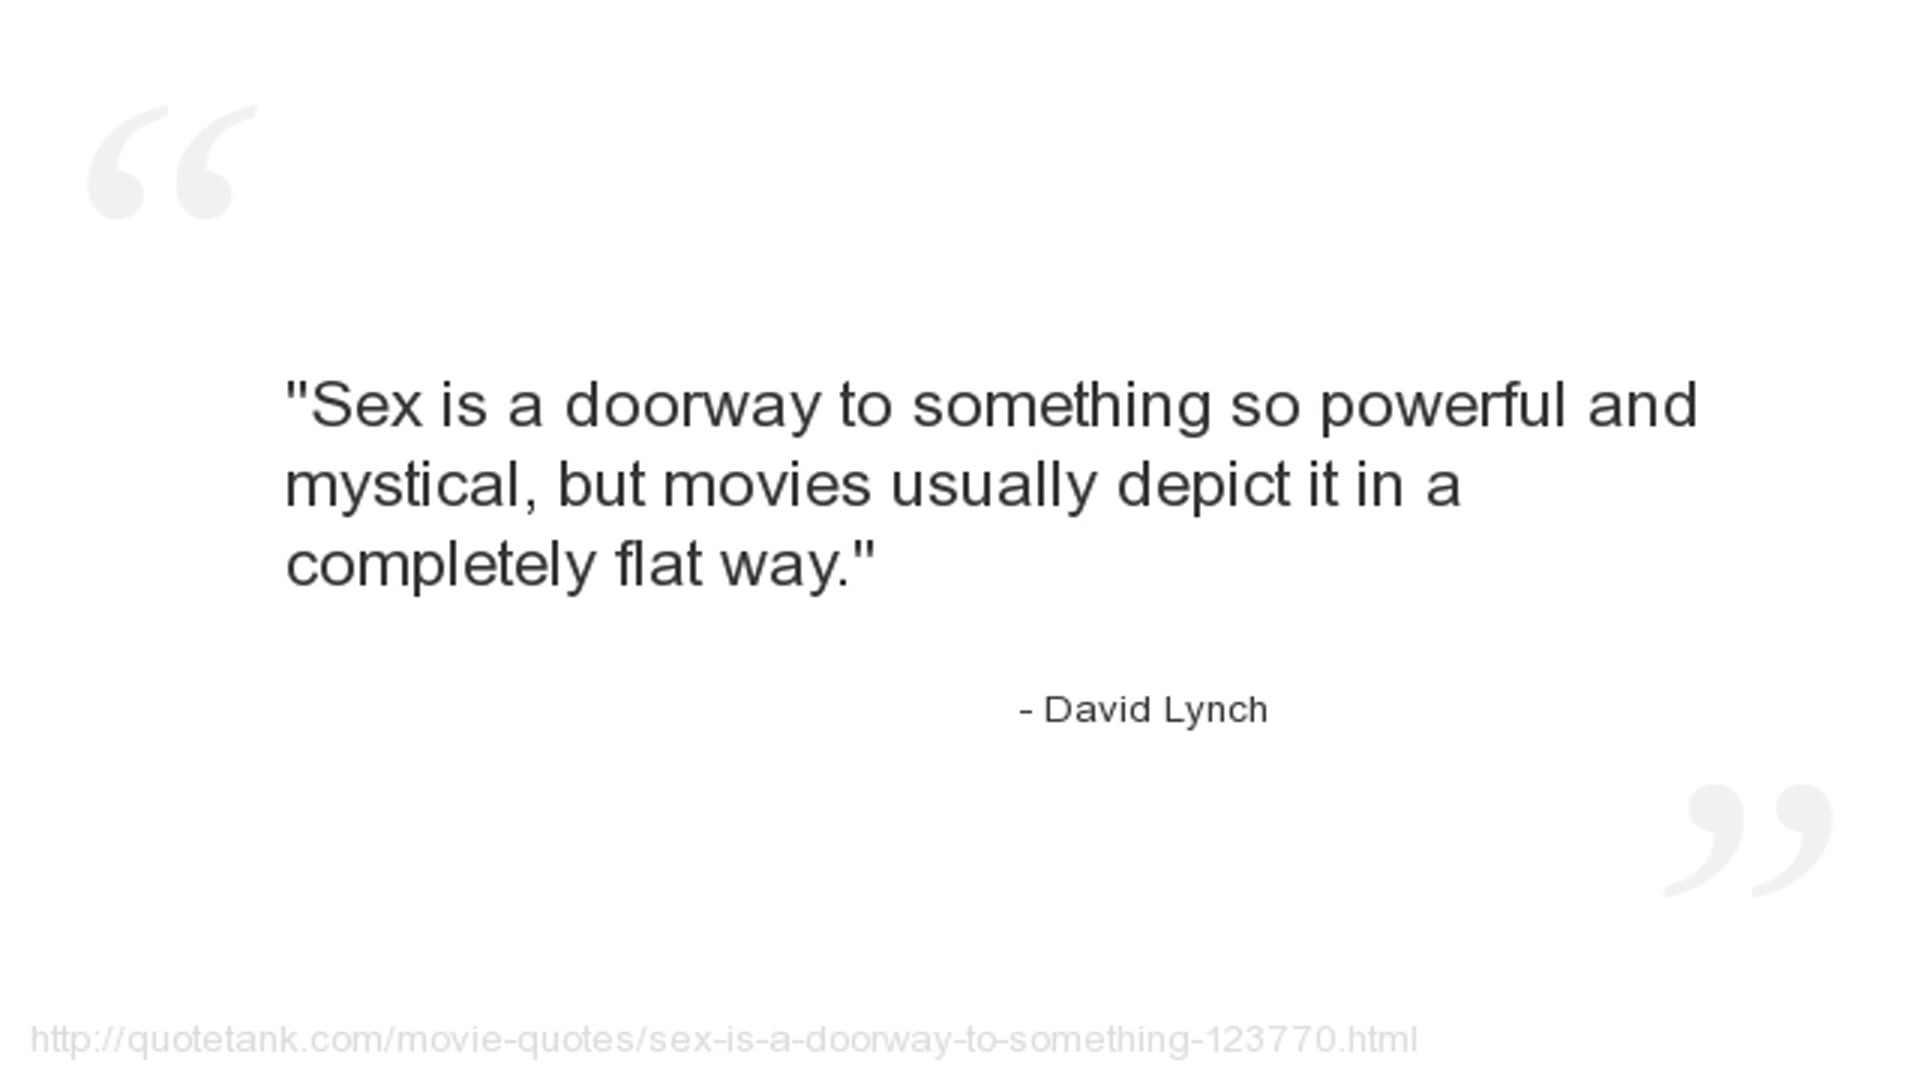 "Sex is a doorway to something so powerful and
mystical, but movies usually depict it in a
completely flat way."
- David Lynch
http://quotetank.com/movie-quotes/sex-is-a-doorway-to-something-123770.html